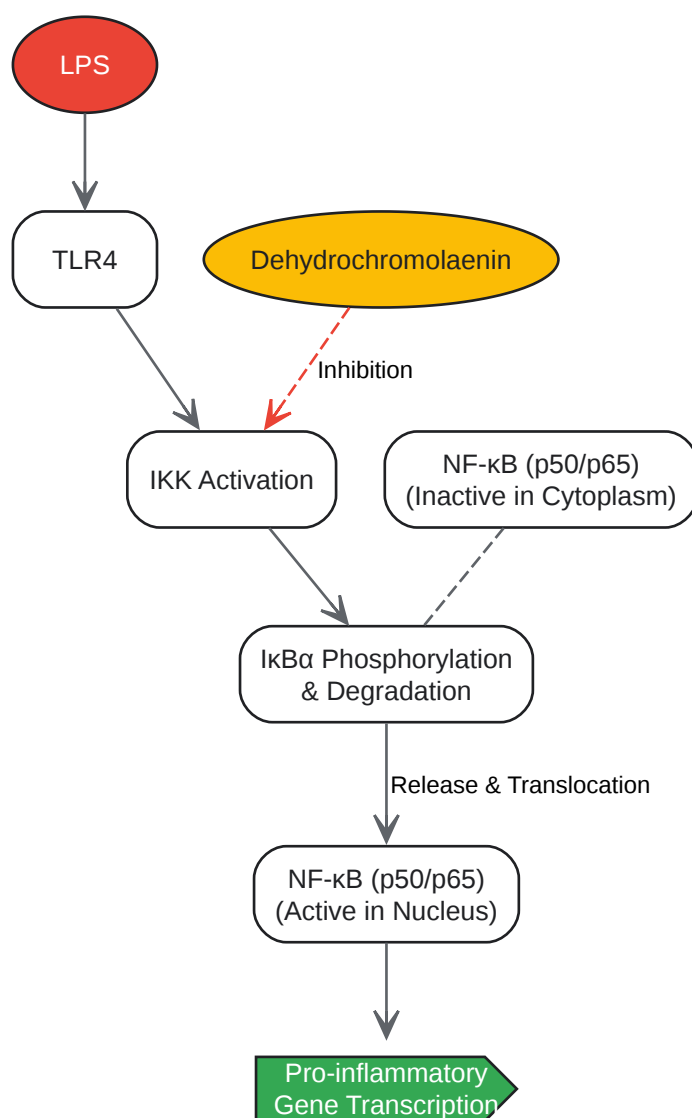 LPS
TLR4
Dehydrochromolaenin
Inhibition
IKK Activation
NF-κB (p50/p65)
(Inactive in Cytoplasm)
IκBα Phosphorylation
& Degradation
Release & Translocation
NF-κB (p50/p65)
(Active in Nucleus)
Pro-inflammatory
Gene Transcription